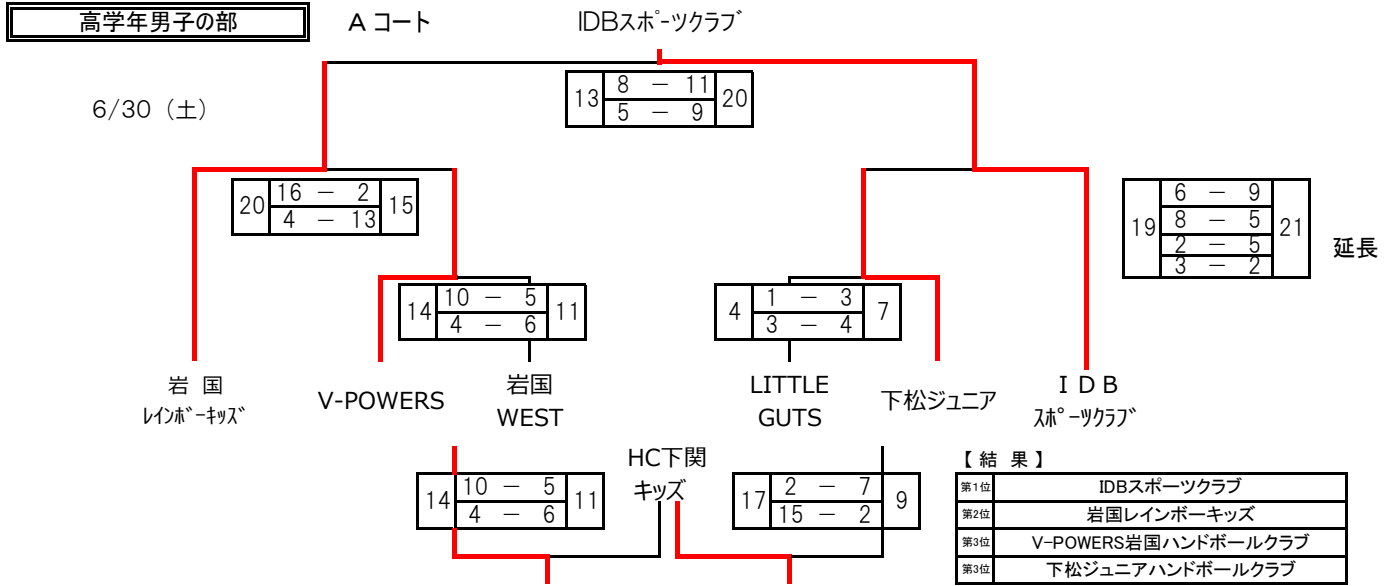 高学年男子の部 A コート IDBスポーツクラブ
6/30 (土)
13 8 － 11 20
5 － 9
20 16 － 2 15
4 － 13
19 6 － 9 21
8 － 5
2 － 5
3 － 2
延長
14 10 － 5 11
4 － 6
4 1 － 3 7
3 － 4
岩 国
レインボーキッズ
V-POWERS
岩国
WEST
LITTLE
GUTS
下松ジュニア
I D B
スポーツクラブ
HC下関
キッズ
14 10 － 5 11
4 － 6
17 2 － 7 9
15 － 2
【 結 果 】
第1位 IDBスポーツクラブ
第2位 岩国レインボーキッズ
第3位 V-POWERS岩国ハンドボールクラブ
第3位 下松ジュニアハンドボールクラブ